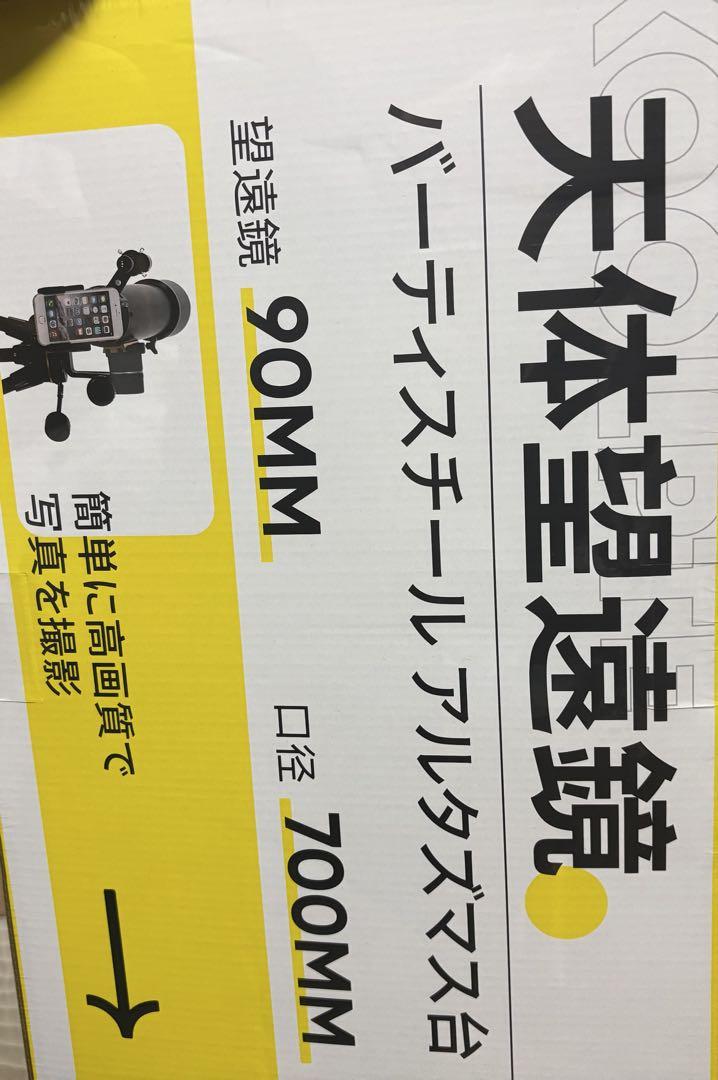 KOOLPTE
天体望遠鏡
バーティスチール アルタズマス台
望遠鏡 90MM 口径 700MM
簡単に高画質で
写真を撮影